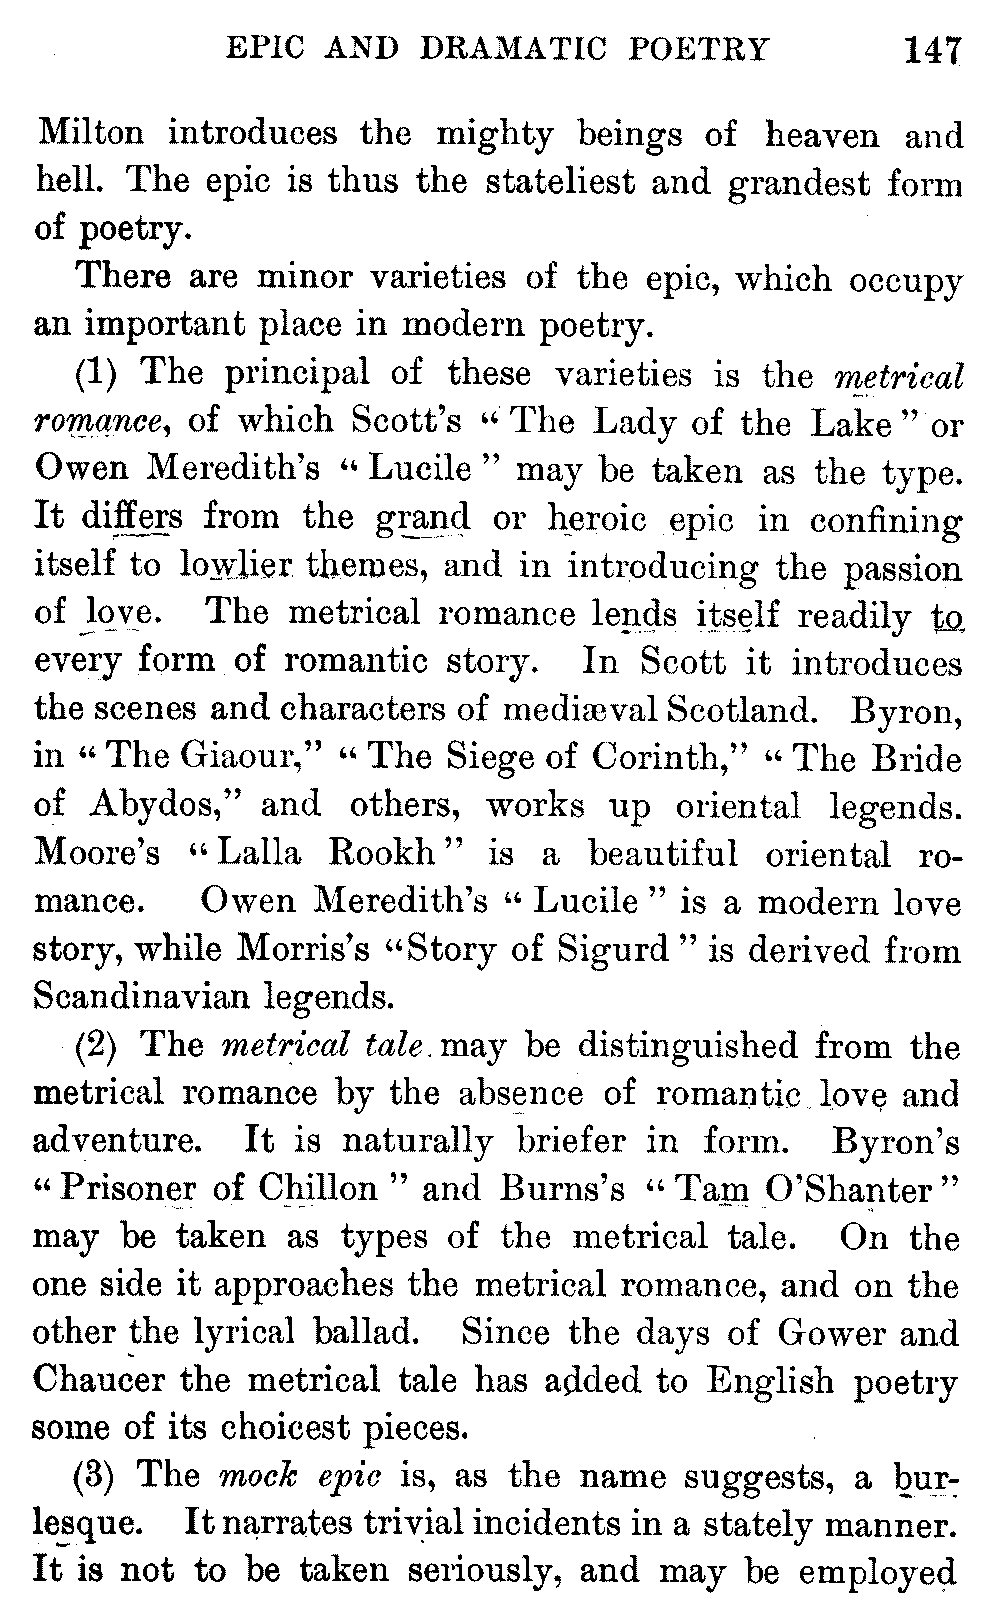 EPIC AND DRAMATIC POETRY 147
Milton introduces the mighty beings of heaven and
hell. The epic is thus the stateliest and grandest form
of poetry.
There are minor varieties of the epic, which occupy
an important place in modern poetry.
(1) The principal of these varieties is the metrical
romance, of which Scott's “The Lady of the Lake” or
Owen Meredith's “Lucile” may be taken as the type.
It differs from the grand or heroic epic in confining
itself to lowlier themes, and in introducing the passion
of love. The metrical romance lends itself readily to
every form of romantic story. In Scott it introduces
the scenes and characters of mediæval Scotland. Byron,
in “The Giaour,” “The Siege of Corinth,” “The Bride
of Abydos,” and others, works up oriental legends.
Moore's “Lalla Rookh” is a beautiful oriental ro-
mance. Owen Meredith's “Lucile” is a modern love
story, while Morris's “Story of Sigurd” is derived from
Scandinavian legends.
(2) The metrical tale may be distinguished from the
metrical romance by the absence of romantic love and
adventure. It is naturally briefer in form. Byron's
“Prisoner of Chillon” and Burns's “Tam O'Shanter”
may be taken as types of the metrical tale. On the
one side it approaches the metrical romance, and on the
other the lyrical ballad. Since the days of Gower and
Chaucer the metrical tale has added to English poetry
some of its choicest pieces.
(3) The mock epic is, as the name suggests, a bur-
lesque. It narrates trivial incidents in a stately manner.
It is not to be taken seriously, and may be employed